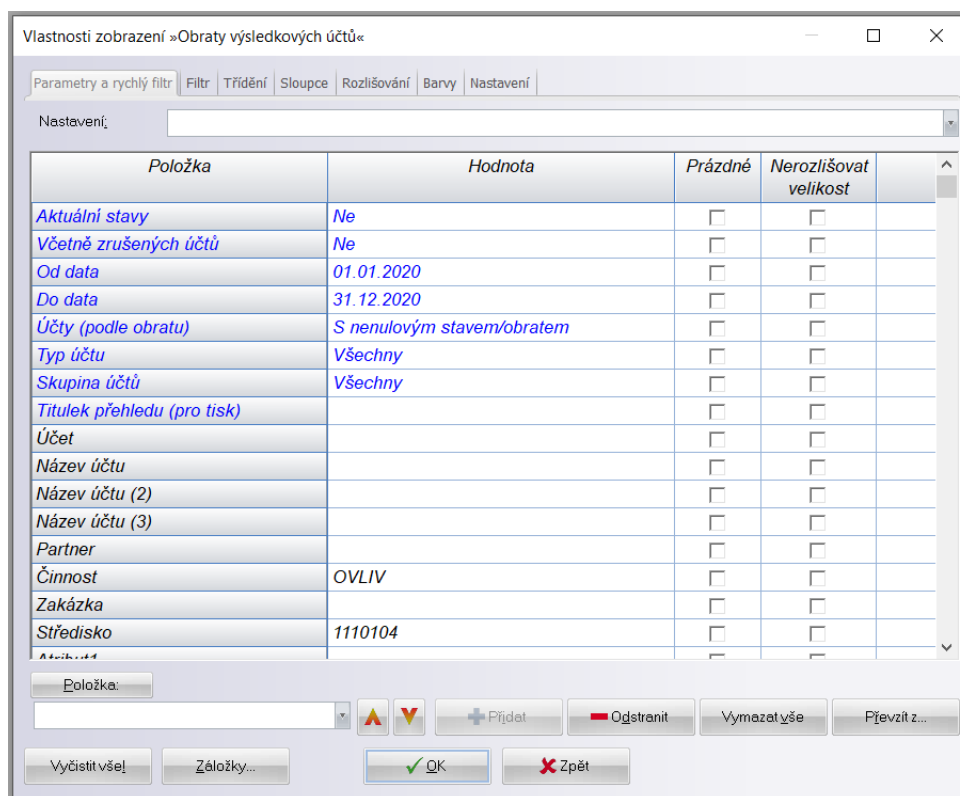 Vlastnosti zobrazení »Obraty výsledkových účtů«
Parametry a rychlý filtr Filtr Třídění Sloupce Rozlišování Barvy Nastavení
Nastavení:
Položka Hodnota Prázdné Nerozlišovat velikost
Aktuální stavy Ne
Včetně zrušených účtů Ne
Od data 01.01.2020
Do data 31.12.2020
Účty (podle obratu) S nenulovým stavem/obratem
Typ účtu Všechny
Skupina účtů Všechny
Titulek přehledu (pro tisk)
Účet
Název účtu
Název účtu (2)
Název účtu (3)
Partner
Činnost OVLIV
Zakázka
Středisko 1110104
Atribut1
Položka:
Přidat Odstranit Vymazat vše Převzít z...
Vyčistit vše! Záložky... OK Zpět